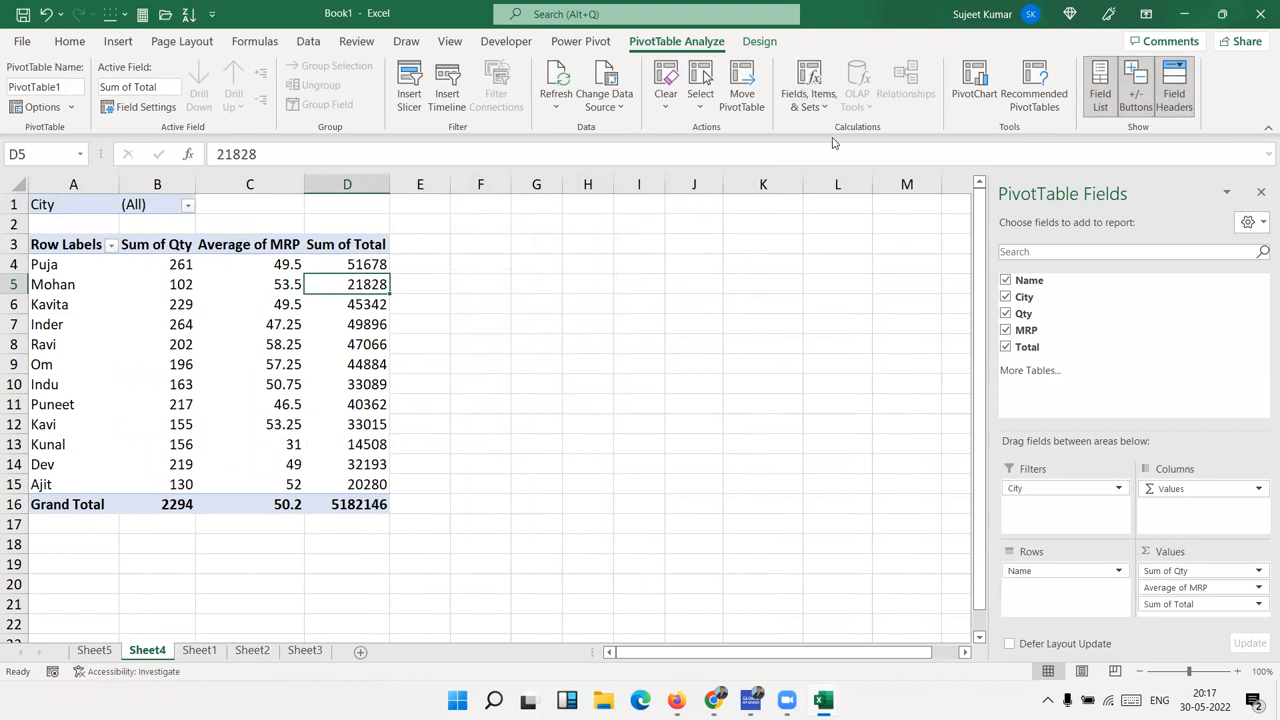 Book1 - Excel
Search (Alt+Q)
Sujeet Kumar
SK
File Home Insert Page Layout Formulas Data Review View Draw Developer Power Pivot PivotTable Analyze Design
Comments
Share
PivotTable Name:
PivotTable1
Options
PivotTable
Active Field:
Sum of Total
Field Settings
Drill Down
Drill Up
Active Field
Group Selection
Ungroup
Group Field
Group
Insert Slicer
Insert Timeline
Filter Connections
Filter
Refresh
Change Data Source
Data
Clear
Select
Move PivotTable
Actions
Fields, Items, & Sets
OLAP Tools
Relationships
Calculations
PivotChart
Recommended PivotTables
Tools
Field List
+/- Buttons
Field Headers
Show
D5
fx
21828
A B C D E F G H I J K L M
1 City (All)
2
3 Row Labels Sum of Qty Average of MRP Sum of Total
4 Puja 261 49.5 51678
5 Mohan 102 53.5 21828
6 Kavita 229 49.5 45342
7 Inder 264 47.25 49896
8 Ravi 202 58.25 47066
9 Om 196 57.25 44884
10 Indu 163 50.75 33089
11 Puneet 217 46.5 40362
12 Kavi 155 53.25 33015
13 Kunal 156 31 14508
14 Dev 219 49 32193
15 Ajit 130 52 20280
16 Grand Total 2294 50.2 5182146
17
18
19
20
21
22
PivotTable Fields
Choose fields to add to report:
Search
Name
City
Qty
MRP
Total
More Tables...
Drag fields between areas below:
Filters
City
Columns
Σ Values
Rows
Name
Σ Values
Sum of Qty
Average of MRP
Sum of Total
Defer Layout Update
Update
Sheet5 Sheet4 Sheet1 Sheet2 Sheet3
Ready
Accessibility: Investigate
100%
ENG
20:17
30-05-2022
2